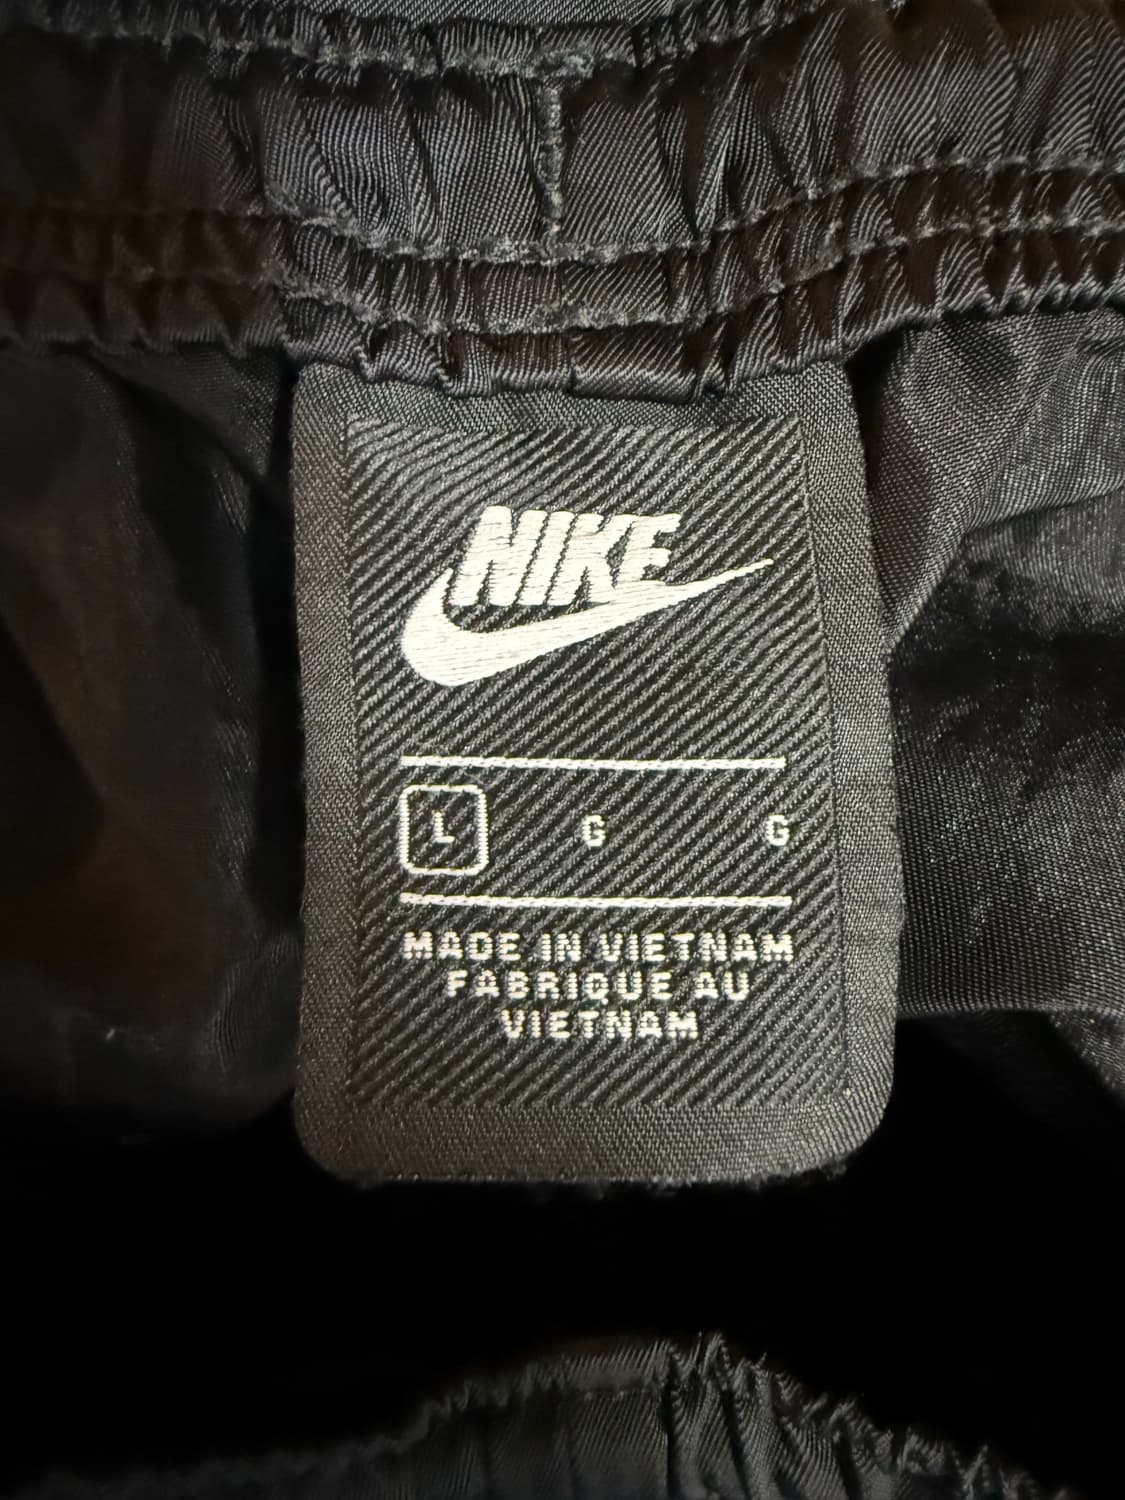 NIKE
L G G
MADE IN VIETNAM
FABRIQUE AU
VIETNAM